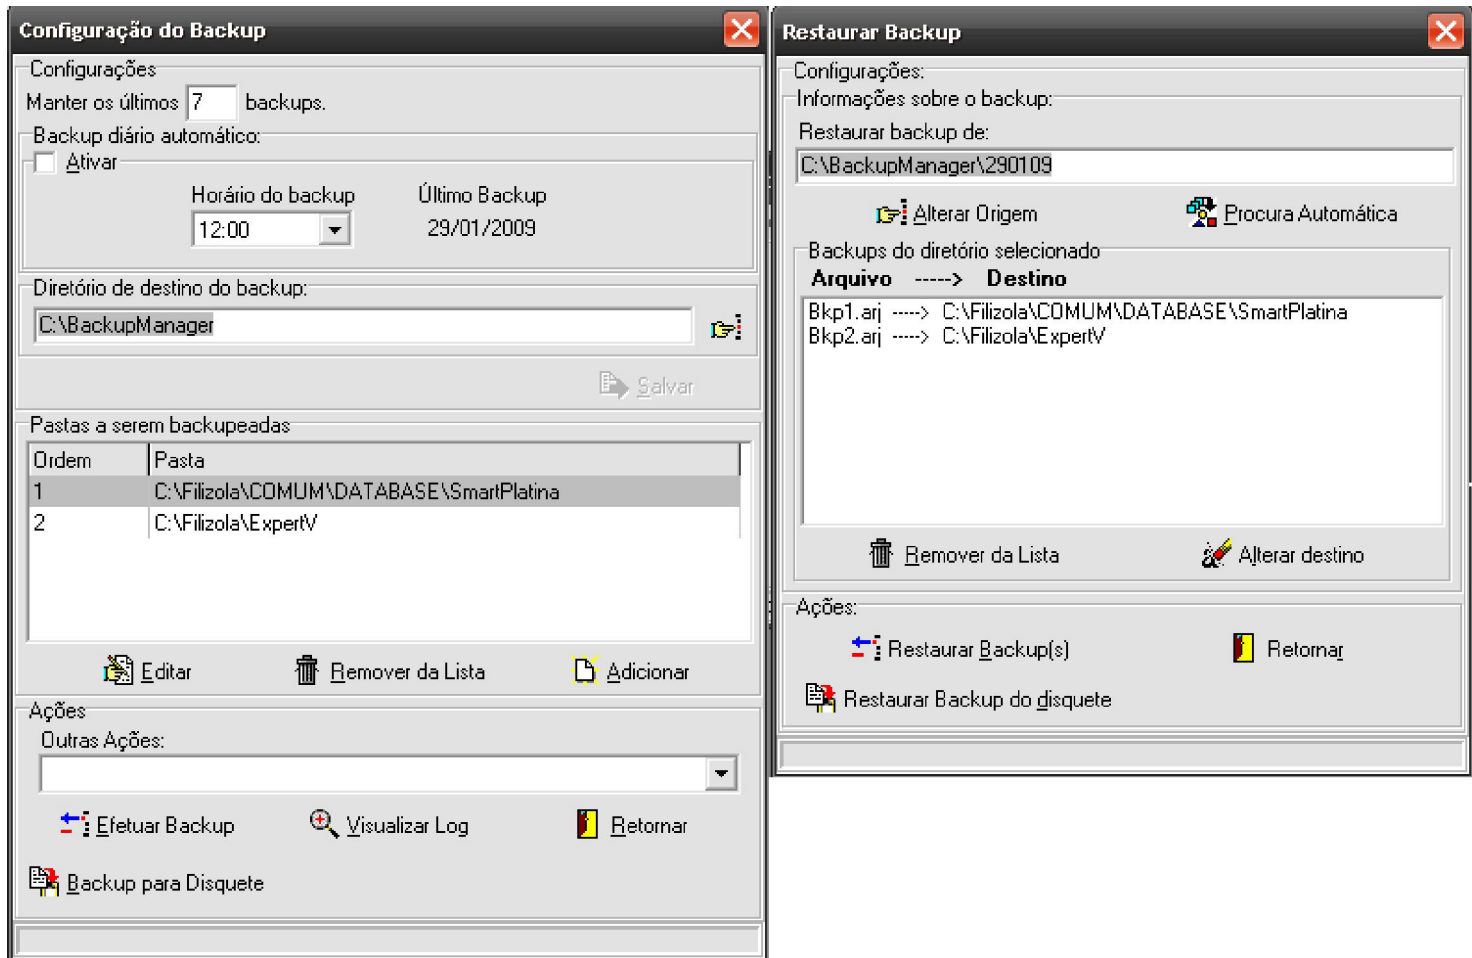 Configuração do Backup
Configurações
Manter os últimos 7 backups.
Backup diário automático:
Ativar
Horário do backup Último Backup
12:00 29/01/2009
Diretório de destino do backup:
C:\BackupManager
Salvar
Pastas a serem backupeadas
Ordem Pasta
1 C:\Filizola\COMUM\DATABASE\SmartPlatina
2 C:\Filizola\ExpertV
Editar Remover da Lista Adicionar
Ações
Outras Ações:
Efetuar Backup Visualizar Log Retornar
Backup para Disquete
Restaurar Backup
Configurações:
Informações sobre o backup:
Restaurar backup de:
C:\BackupManager\290109
Alterar Origem Procura Automática
Backups do diretório selecionado
Arquivo -----> Destino
Bkp1.arj -----> C:\Filizola\COMUM\DATABASE\SmartPlatina
Bkp2.arj -----> C:\Filizola\ExpertV
Remover da Lista Alterar destino
Ações:
Restaurar Backup(s) Retornar
Restaurar Backup do disquete